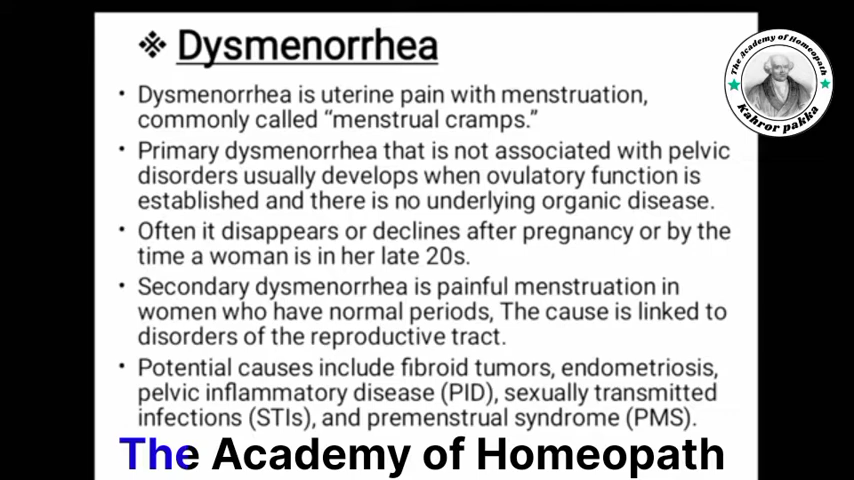 ❖ Dysmenorrhea
• Dysmenorrhea is uterine pain with menstruation,
commonly called “menstrual cramps.”
• Primary dysmenorrhea that is not associated with pelvic
disorders usually develops when ovulatory function is
established and there is no underlying organic disease.
• Often it disappears or declines after pregnancy or by the
time a woman is in her late 20s.
• Secondary dysmenorrhea is painful menstruation in
women who have normal periods, The cause is linked to
disorders of the reproductive tract.
• Potential causes include fibroid tumors, endometriosis,
pelvic inflammatory disease (PID), sexually transmitted
infections (STIs), and premenstrual syndrome (PMS).
The Academy of Homeopath
The Academy of Homeopath
Kahror pakka